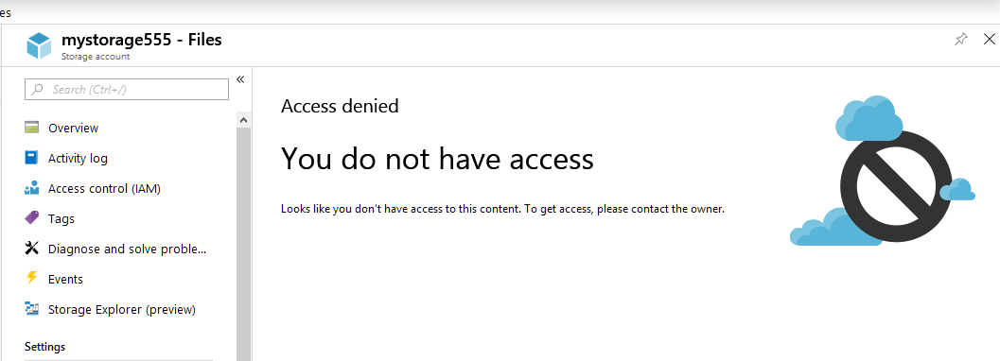 es
mystorage555 - Files
Storage account
Search (Ctrl+/)
Overview
Activity log
Access control (IAM)
Tags
Diagnose and solve proble...
Events
Storage Explorer (preview)
Settings
Access denied
You do not have access
Looks like you don't have access to this content. To get access, please contact the owner.